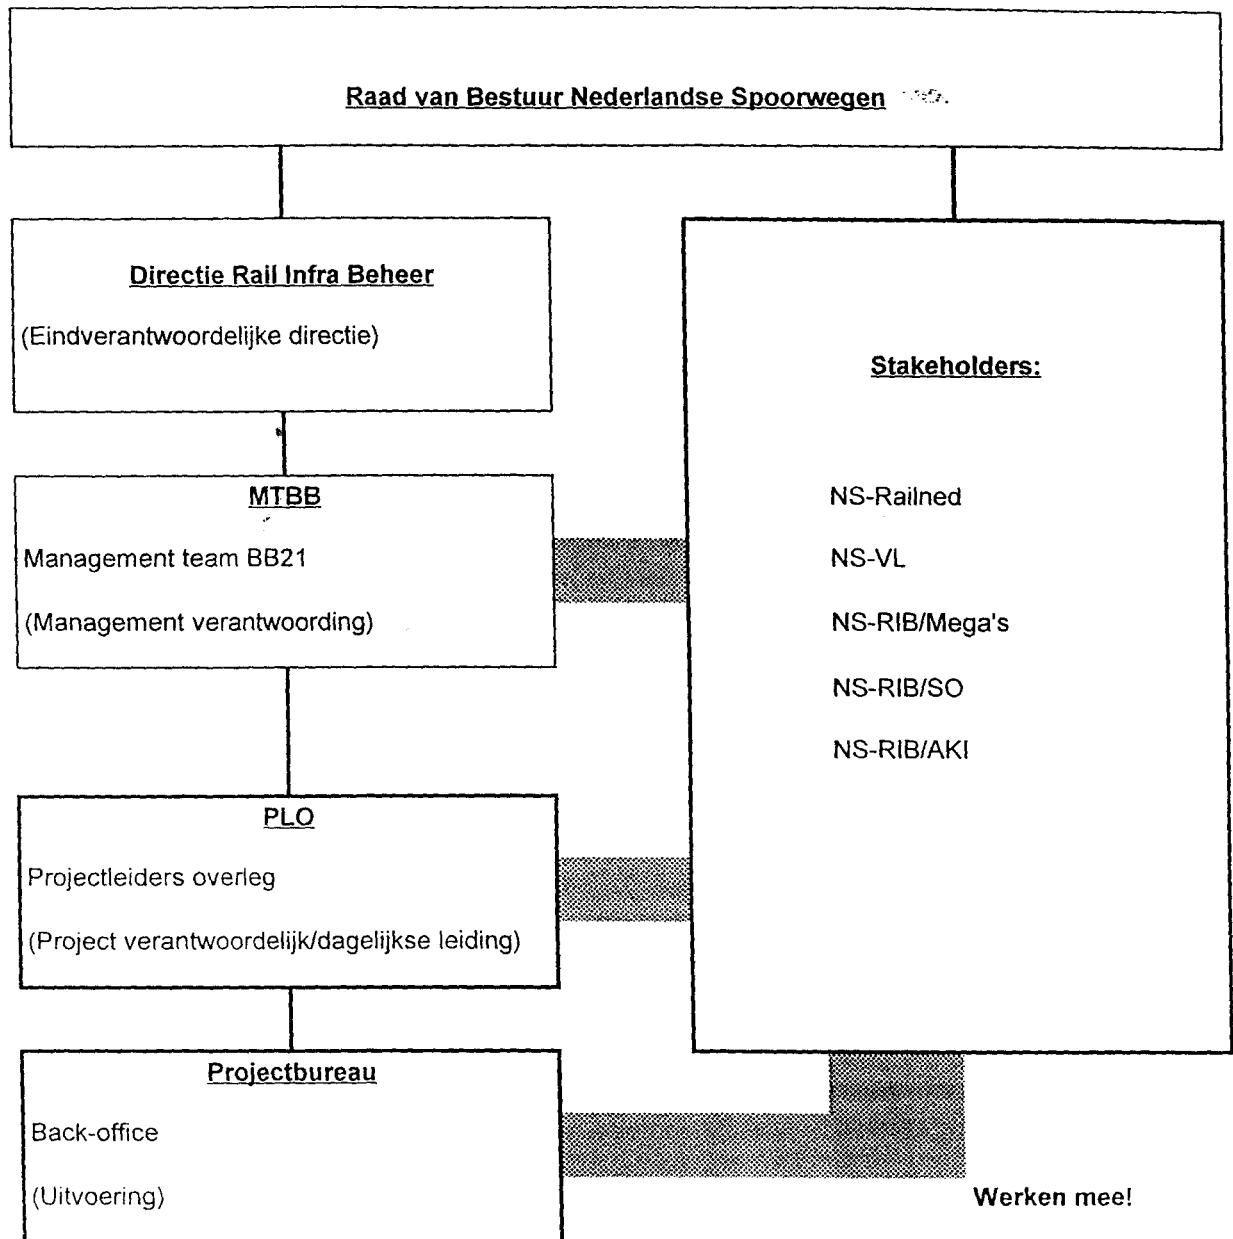 Raad van Bestuur Nederlandse Spoorwegen
Directie Rail Infra Beheer
(Eindverantwoordelijke directie)
MTBB
Management team BB21
(Management verantwoording)
PLO
Projectleiders overleg
(Project verantwoordelijk/dagelijkse leiding)
Projectbureau
Back-office
(Uitvoering)
Stakeholders:
NS-Railned
NS-VL
NS-RIB/Mega's
NS-RIB/SO
NS-RIB/AKI
Werken mee!